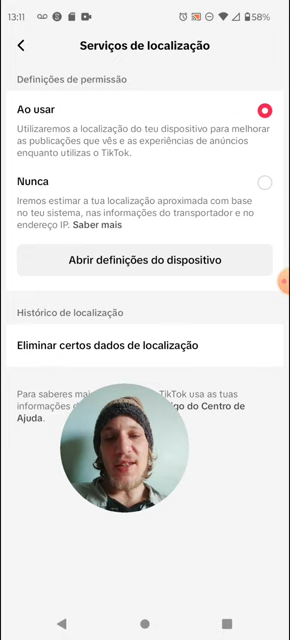 13:11
58%
Serviços de localização
Definições de permissão
Ao usar
Utilizaremos a localização do teu dispositivo para melhorar
as publicações que vês e as experiências de anúncios
enquanto utilizas o TikTok.
Nunca
Iremos estimar a tua localização aproximada com base
no teu sistema, nas informações do transportador e no
endereço IP. Saber mais
Abrir definições do dispositivo
Histórico de localização
Eliminar certos dados de localização
Para saberes mai TikTok usa as tuas
informações igo do Centro de
Ajuda.